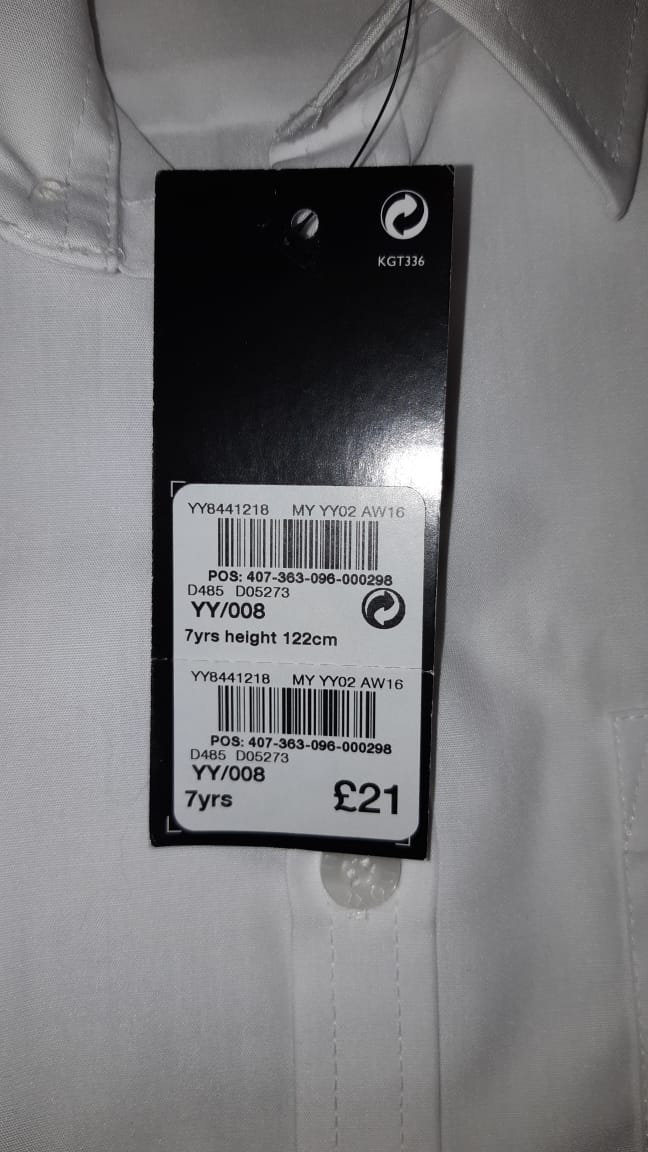 KGT336
YY8441218 MY YY02 AW16
POS: 407-363-096-000298
D485 D05273
YY/008
7yrs height 122cm
YY8441218 MY YY02 AW16
POS: 407-363-096-000298
D485 D05273
YY/008
7yrs £21